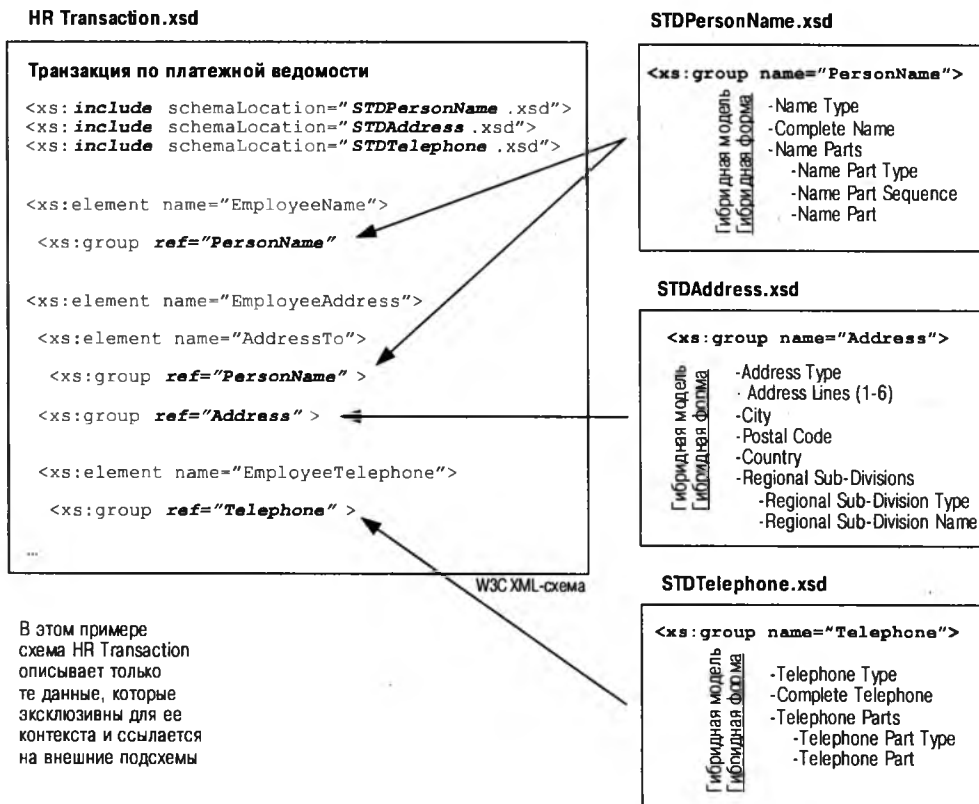 HR Transaction.xsd
Транзакция по платежной ведомости
<xs:include schemaLocation="STDPersonName.xsd">
<xs:include schemaLocation="STDAddress.xsd">
<xs:include schemaLocation="STDTelephone.xsd">
<xs:element name="EmployeeName">
<xs:group ref="PersonName"
<xs:element name="EmployeeAddress">
<xs:element name="AddressTo">
<xs:group ref="PersonName" >
<xs:group ref="Address" >
<xs:element name="EmployeeTelephone">
<xs:group ref="Telephone" >
...
W3C XML-схема
В этом примере
схема HR Transaction
описывает только
те данные, которые
эксклюзивны для ее
контекста и ссылается
на внешние подсхемы
STDPersonName.xsd
<xs:group name="PersonName">
Гибридная модель
Гибридная форма
-Name Type
-Complete Name
-Name Parts
-Name Part Type
-Name Part Sequence
-Name Part
STDAddress.xsd
<xs:group name="Address">
Гибридная модель
Гибридная форма
-Address Type
- Address Lines (1-6)
-City
-Postal Code
-Country
-Regional Sub-Divisions
-Regional Sub-Division Type
-Regional Sub-Division Name
STDTelephone.xsd
<xs:group name="Telephone">
Гибридная модель
Гибридная форма
-Telephone Type
-Complete Telephone
-Telephone Parts
-Telephone Part Type
-Telephone Part